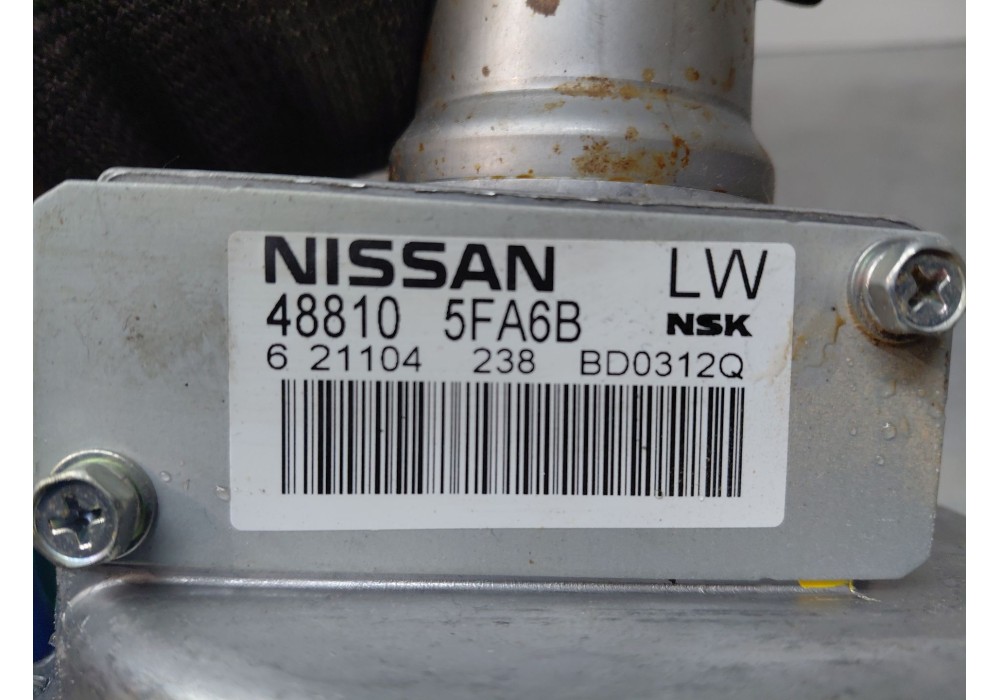 NISSAN LW
48810 5FA6B NSK
6 21104 238 BD0312Q